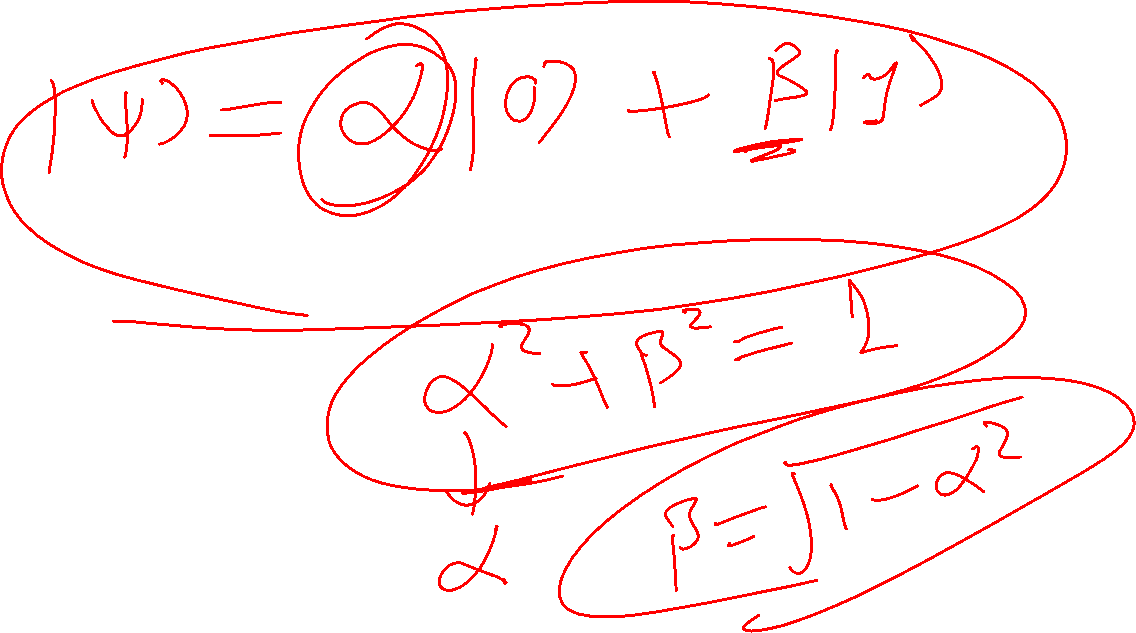 |ψ⟩ = α|0⟩ + β|1⟩
α² + β² = 1
β = √1 - α²
α